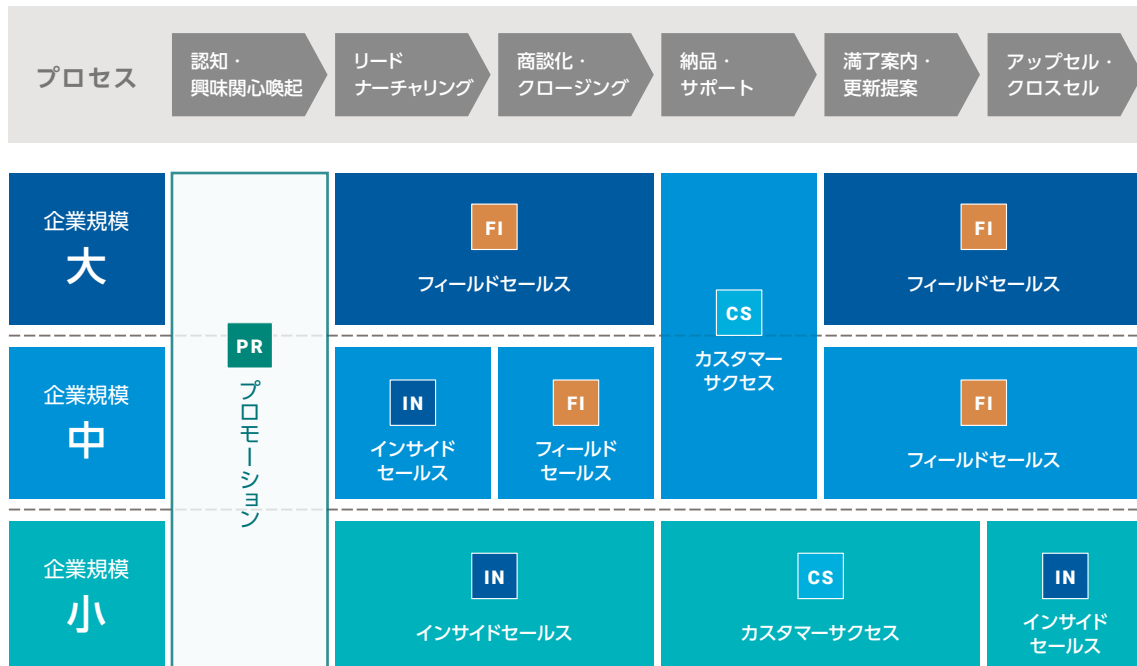 プロセス
認知・
興味関心喚起
リード
ナーチャリング
商談化・
クロージング
納品・
サポート
満了案内・
更新提案
アップセル・
クロスセル
企業規模
大
FI
フィールドセールス
CS
カスタマー
サクセス
FI
フィールドセールス
PR
プロモーション
企業規模
中
IN
インサイド
セールス
FI
フィールド
セールス
FI
フィールドセールス
企業規模
小
IN
インサイドセールス
CS
カスタマーサクセス
IN
インサイド
セールス